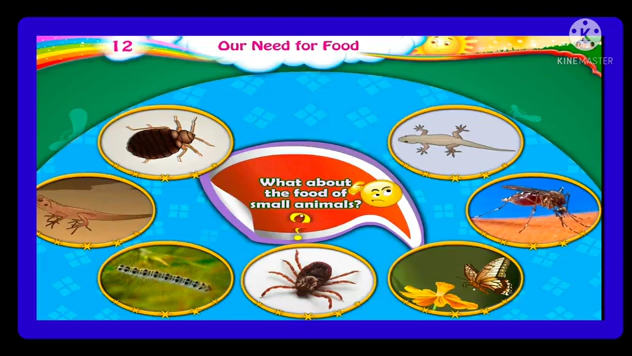 12
Our Need for Food
K
KINEMASTER
What about
the food of
small animals?
?